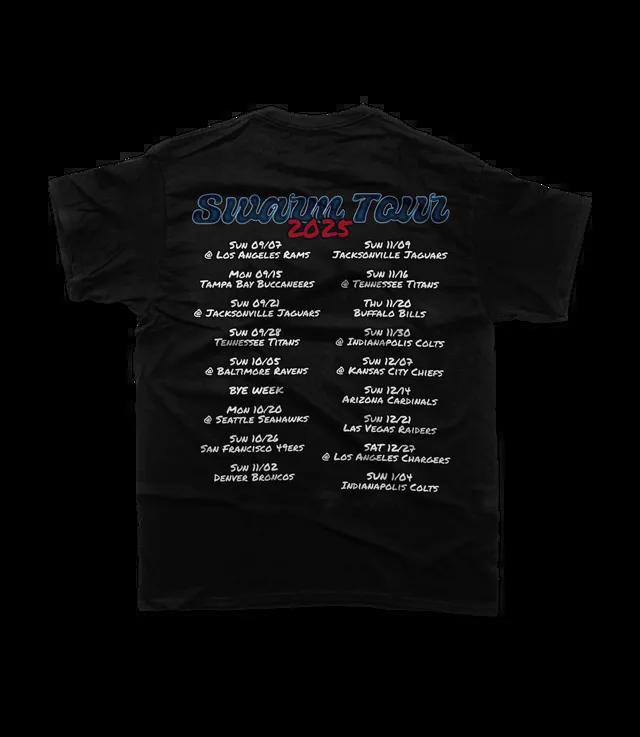 Swarm Tour
2025
Sun 09/07
@ Los Angeles Rams
Mon 09/15
Tampa Bay Buccaneers
Sun 09/21
@ Jacksonville Jaguars
Sun 09/28
Tennessee Titans
Sun 10/05
@ Baltimore Ravens
BYE WEEK
Mon 10/20
@ Seattle Seahawks
Sun 10/26
San Francisco 49ers
Sun 11/02
Denver Broncos
Sun 11/09
Jacksonville Jaguars
Sun 11/16
@ Tennessee Titans
Thu 11/20
Buffalo Bills
Sun 11/30
@ Indianapolis Colts
Sun 12/07
@ Kansas City Chiefs
Sun 12/14
Arizona Cardinals
Sun 12/21
Las Vegas Raiders
SAT 12/27
@ Los Angeles Chargers
SUN 1/04
Indianapolis Colts